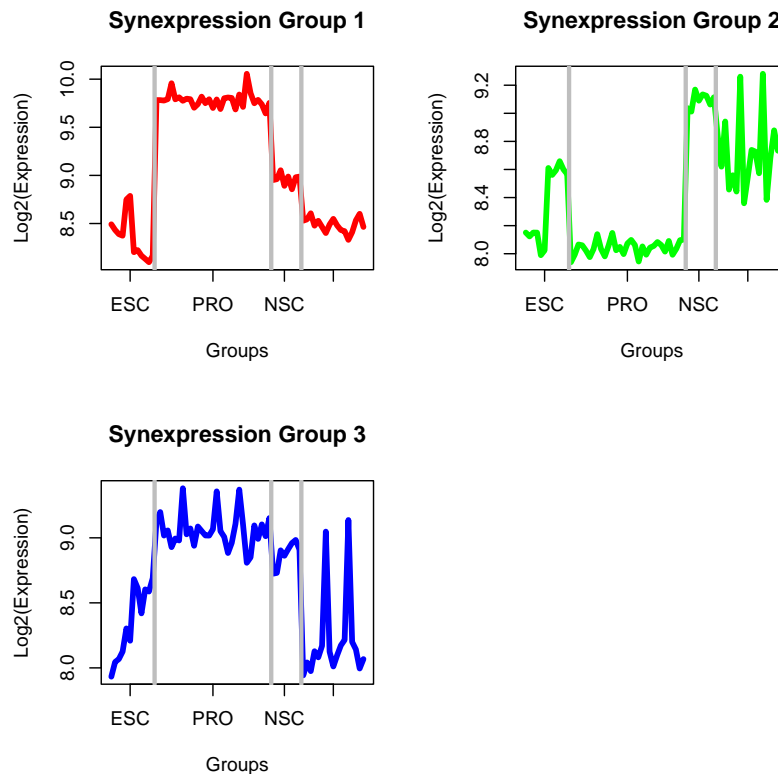 Synexpression Group 1
Log2(Expression)
10.0
9.5
9.0
8.5
ESC PRO NSC
Groups
Synexpression Group 2
Log2(Expression)
9.2
8.8
8.4
8.0
ESC PRO NSC
Groups
Synexpression Group 3
Log2(Expression)
9.0
8.5
8.0
ESC PRO NSC
Groups